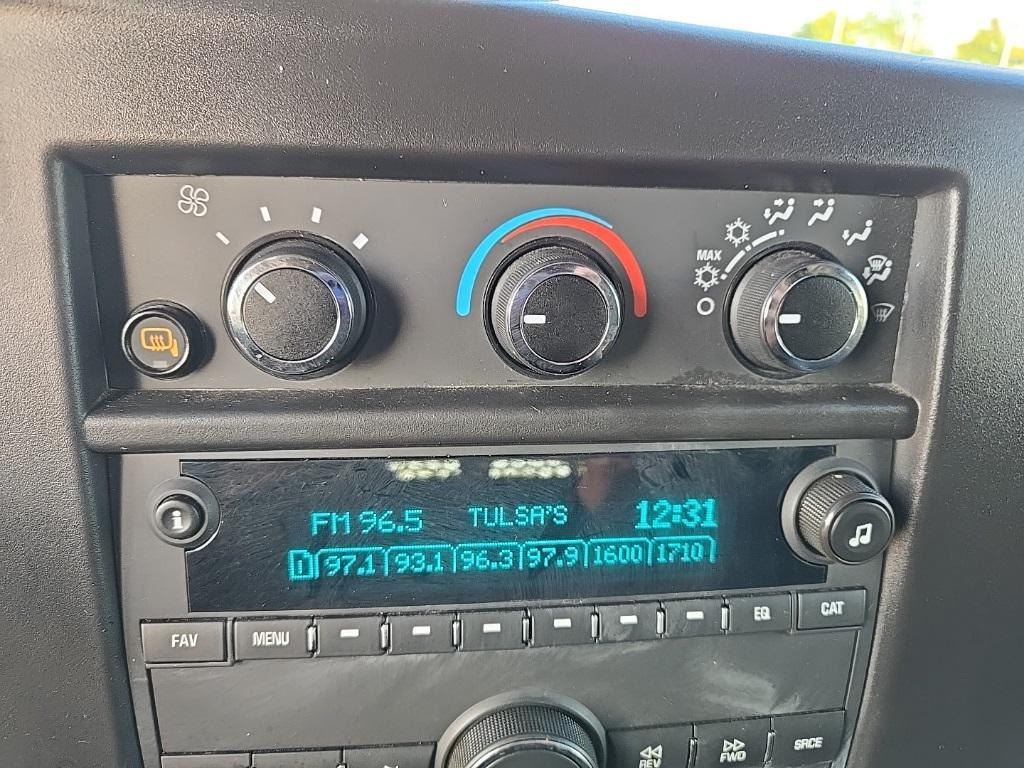 MAX
i
FM 96.5 TULSA'S 12:31
1 97.1 93.1 96.3 97.9 1600 1710
FAV MENU EQ CAT
REV FWD SRCE